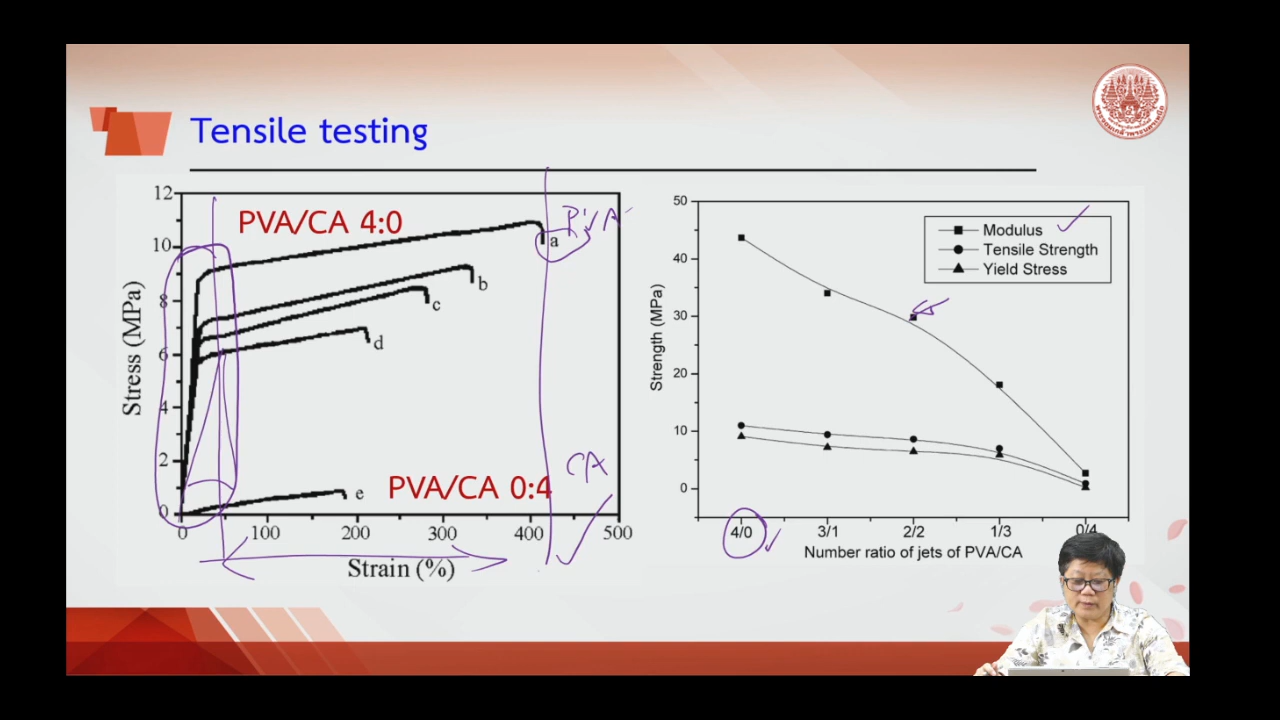 Tensile testing
12
10
8
6
4
2
0
Stress (MPa)
PVA/CA 4:0
PVA
a
b
c
d
e
CA
PVA/CA 0:4
0
100
200
300
400
500
Strain (%)
50
40
30
20
10
0
Strength (MPa)
Modulus
Tensile Strength
Yield Stress
4/0
3/1
2/2
1/3
0/4
Number ratio of jets of PVA/CA